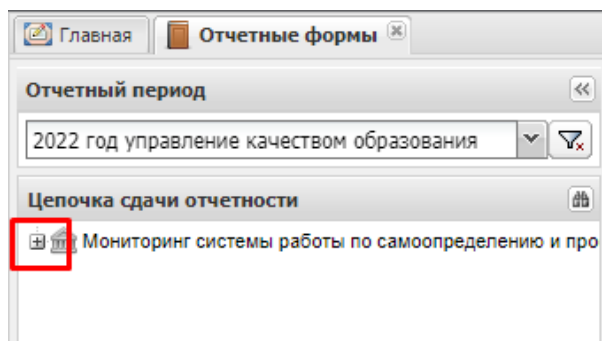 Главная Отчетные формы
Отчетный период
2022 год управление качеством образования
Цепочка сдачи отчетности
Мониторинг системы работы по самоопределению и про